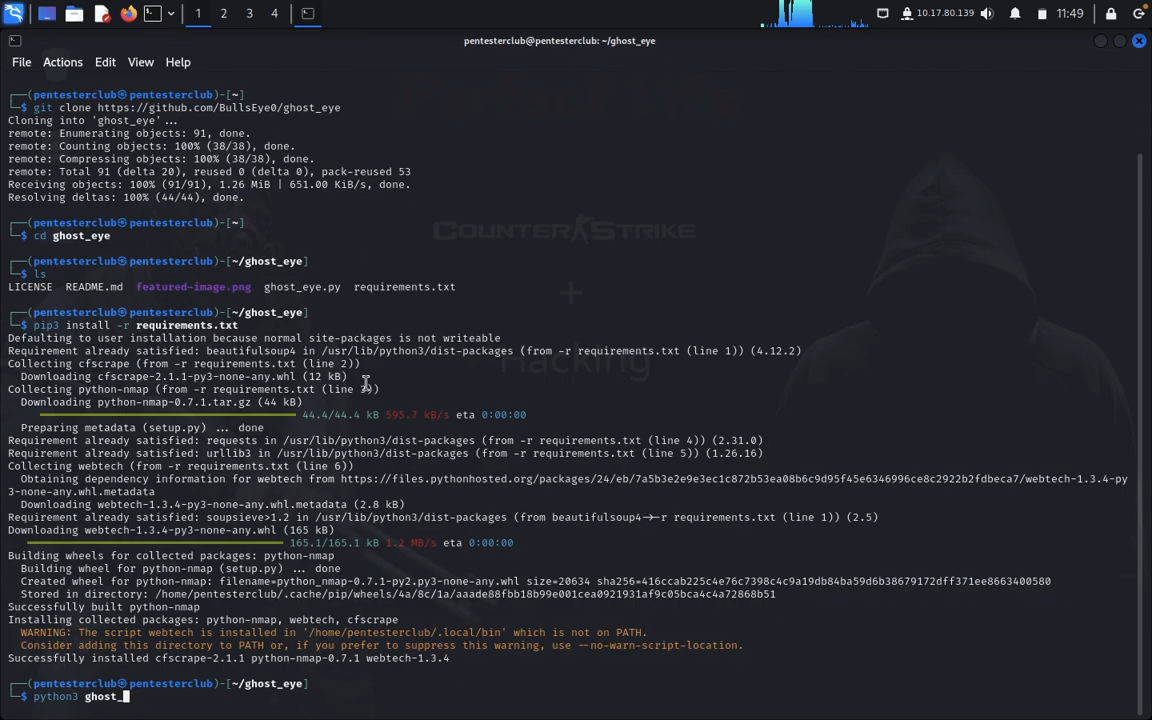 1 2 3 4 10.17.80.139 11:49
pentesterclub@pentesterclub: ~/ghost_eye
File Actions Edit View Help
┌──(pentesterclub㉿pentesterclub)-[~]
└─$ git clone https://github.com/BullsEye0/ghost_eye
Cloning into 'ghost_eye'...
remote: Enumerating objects: 91, done.
remote: Counting objects: 100% (38/38), done.
remote: Compressing objects: 100% (38/38), done.
remote: Total 91 (delta 20), reused 0 (delta 0), pack-reused 53
Receiving objects: 100% (91/91), 1.26 MiB | 651.00 KiB/s, done.
Resolving deltas: 100% (44/44), done.
┌──(pentesterclub㉿pentesterclub)-[~]
└─$ cd ghost_eye
┌──(pentesterclub㉿pentesterclub)-[~/ghost_eye]
└─$ ls
LICENSE README.md featured-image.png ghost_eye.py requirements.txt
┌──(pentesterclub㉿pentesterclub)-[~/ghost_eye]
└─$ pip3 install -r requirements.txt
Defaulting to user installation because normal site-packages is not writeable
Requirement already satisfied: beautifulsoup4 in /usr/lib/python3/dist-packages (from -r requirements.txt (line 1)) (4.12.2)
Collecting cfscrape (from -r requirements.txt (line 2))
Downloading cfscrape-2.1.1-py3-none-any.whl (12 kB)
Collecting python-nmap (from -r requirements.txt (line 3))
Downloading python-nmap-0.7.1.tar.gz (44 kB)
44.4/44.4 kB 595.7 kB/s eta 0:00:00
Preparing metadata (setup.py) ... done
Requirement already satisfied: requests in /usr/lib/python3/dist-packages (from -r requirements.txt (line 4)) (2.31.0)
Requirement already satisfied: urllib3 in /usr/lib/python3/dist-packages (from -r requirements.txt (line 5)) (1.26.16)
Collecting webtech (from -r requirements.txt (line 6))
Obtaining dependency information for webtech from https://files.pythonhosted.org/packages/24/eb/7a5b3e2e9e3ec1c872b53ea08b6c9d95f45e6346996ce8c2922b2fdbeca7/webtech-1.3.4-py
3-none-any.whl.metadata
Downloading webtech-1.3.4-py3-none-any.whl.metadata (2.8 kB)
Requirement already satisfied: soupsieve>1.2 in /usr/lib/python3/dist-packages (from beautifulsoup4->-r requirements.txt (line 1)) (2.5)
Downloading webtech-1.3.4-py3-none-any.whl (165 kB)
165.1/165.1 kB 1.2 MB/s eta 0:00:00
Building wheels for collected packages: python-nmap
Building wheel for python-nmap (setup.py) ... done
Created wheel for python-nmap: filename=python_nmap-0.7.1-py2.py3-none-any.whl size=20634 sha256=416ccab225c4e76c7398c4c9a19db84ba59d6b38679172dff371ee8663400580
Stored in directory: /home/pentesterclub/.cache/pip/wheels/4a/8c/1a/aaade88fbb18b99e001cea0921931af9c05bca4c4a72868b51
Successfully built python-nmap
Installing collected packages: python-nmap, webtech, cfscrape
WARNING: The script webtech is installed in '/home/pentesterclub/.local/bin' which is not on PATH.
Consider adding this directory to PATH or, if you prefer to suppress this warning, use --no-warn-script-location.
Successfully installed cfscrape-2.1.1 python-nmap-0.7.1 webtech-1.3.4
┌──(pentesterclub㉿pentesterclub)-[~/ghost_eye]
└─$ python3 ghost_
COUNTER STRIKE
+
Hacking